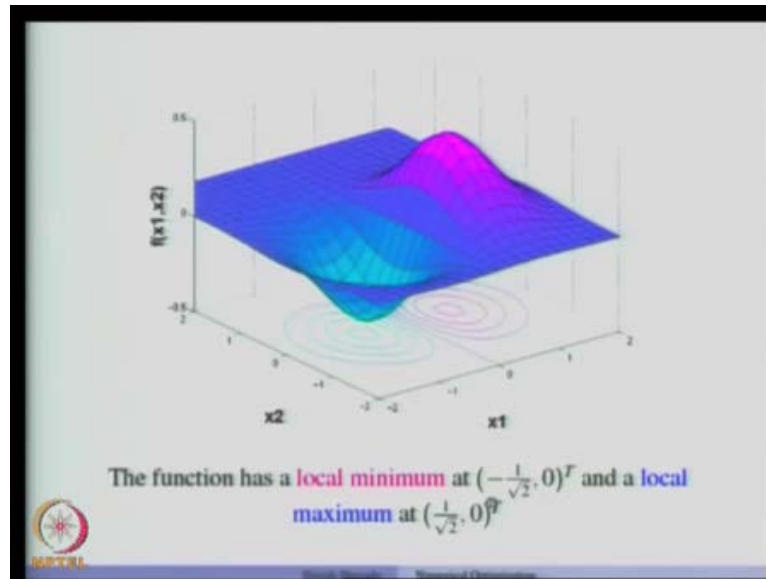 0.5
f(x1,x2)
0
-0.5
2
1
0
-1
-2
x2
-2
-1
0
1
2
x1
The function has a local minimum at (-1/√2, 0)^T and a local
maximum at (1/√2, 0)^T
NPTEL